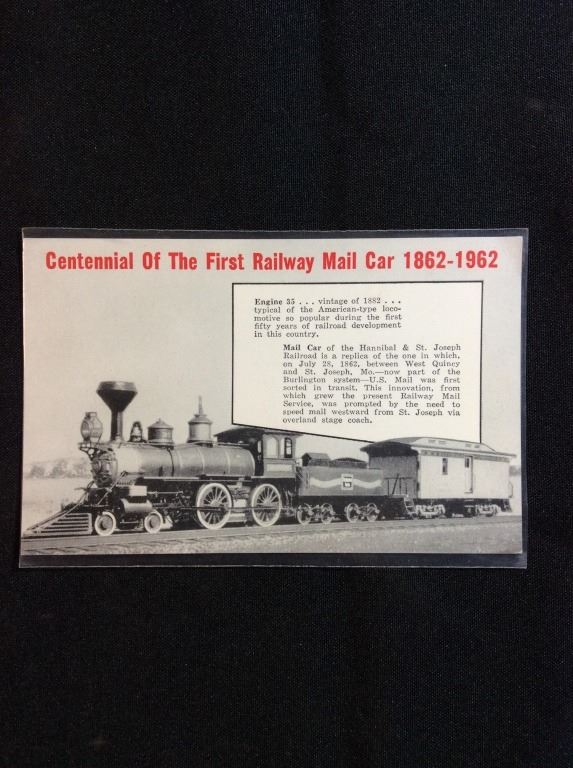 Centennial Of The First Railway Mail Car 1862-1962
Engine 35 . . . vintage of 1882 . . .
typical of the American-type loco-
motive so popular during the first
fifty years of railroad development
in this country.
Mail Car of the Hannibal & St. Joseph
Railroad is a replica of the one in which,
on July 28, 1862, between West Quincy
and St. Joseph, Mo.—now part of the
Burlington system—U.S. Mail was first
sorted in transit. This innovation, from
which grew the present Railway Mail
Service, was prompted by the need to
speed mail westward from St. Joseph via
overland stage coach.